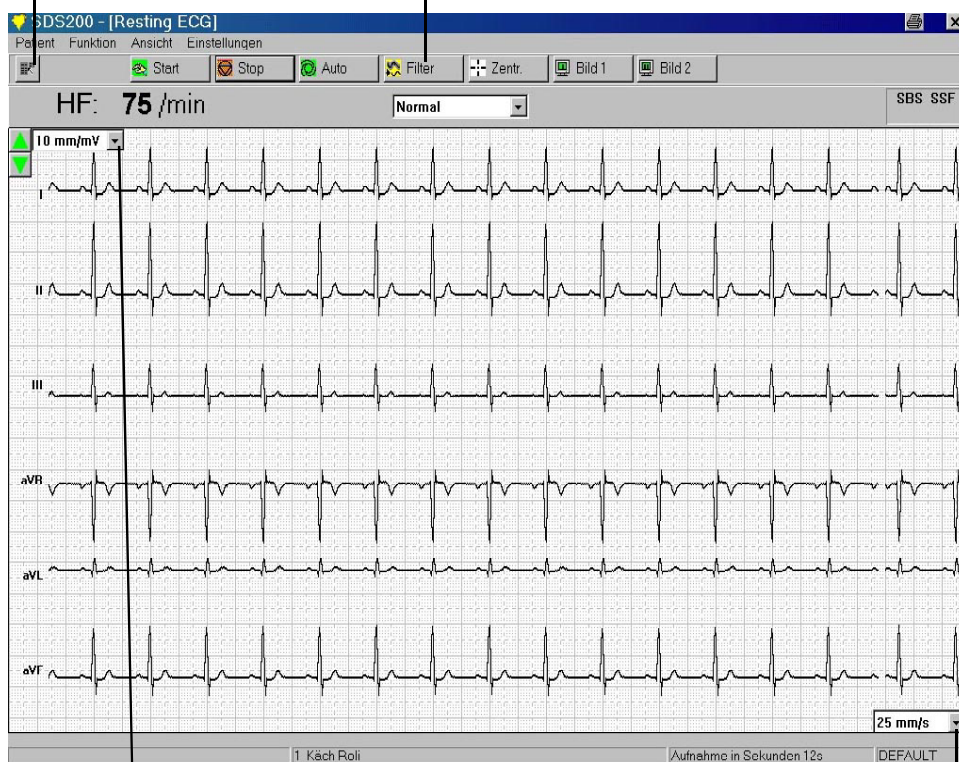 SDS200 - [Resting ECG]
Patient Funktion Ansicht Einstellungen
Start Stop Auto Filter Zentr. Bild 1 Bild 2
HF: 75 /min Normal SBS SSF
10 mm/mV
I
II
III
aVR
aVL
aVF
25 mm/s
1 Käch Roli Aufnahme in Sekunden 12s DEFAULT